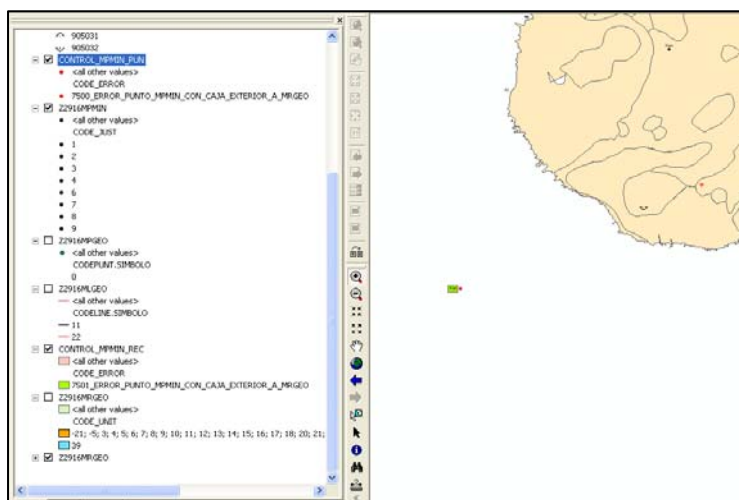 905031
905032
CONTROL_MPMIN_PUN
<all other values>
CODE_ERROR
7500_ERROR_PUNTO_MPMIN_CON_CAJA_EXTERIOR_A_MRGEO
Z2916MPMIN
<all other values>
CODE_JUST
1
2
3
4
6
7
8
9
Z2916MPGEO
<all other values>
CODEPUNT.SIMBOLO
0
Z2916MLGEO
<all other values>
CODELINE.SIMBOLO
11
22
CONTROL_MPMIN_REC
<all other values>
CODE_ERROR
7501_ERROR_PUNTO_MPMIN_CON_CAJA_EXTERIOR_A_MRGEO
Z2916MRGEO
<all other values>
CODE_UNIT
-21; -5; 3; 4; 5; 6; 7; 8; 9; 10; 11; 12; 13; 14; 15; 16; 17; 18; 20; 21;
39
Z2916MRGEO